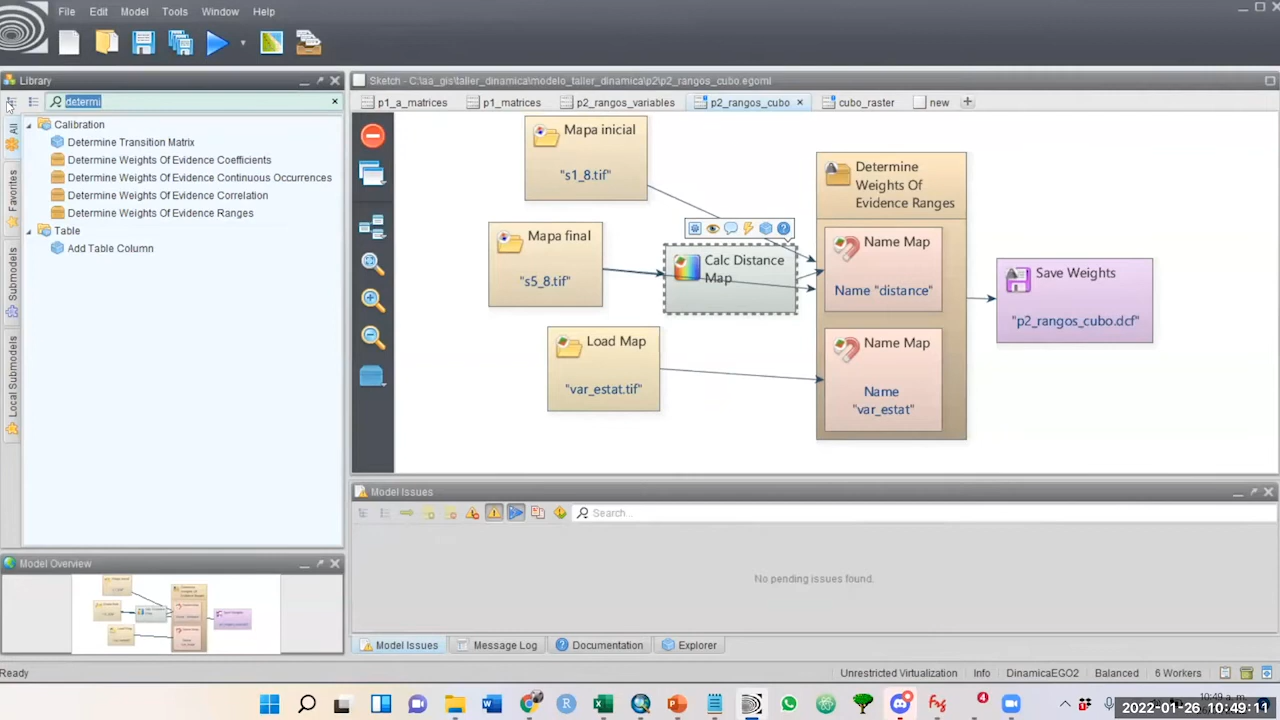 File Edit Model Tools Window Help
Library
determi
All
Favorites
Submodels
Local Submodels
Calibration
Determine Transition Matrix
Determine Weights Of Evidence Coefficients
Determine Weights Of Evidence Continuous Occurrences
Determine Weights Of Evidence Correlation
Determine Weights Of Evidence Ranges
Table
Add Table Column
Model Overview
Sketch - C:\aa_gis\taller_dinamica\modelo_taller_dinamica\p2\p2_rangos_cubo.egomi
p1_a_matrices p1_matrices p2_rangos_variables p2_rangos_cubo cubo_raster new
Mapa inicial
"s1_8.tif"
Mapa final
"s5_8.tif"
Calc Distance
Map
Load Map
"var_estat.tif"
Determine
Weights Of
Evidence Ranges
Name Map
Name "distance"
Name Map
Name
"var_estat"
Save Weights
"p2_rangos_cubo.dcf"
Model Issues
Search...
No pending issues found.
Model Issues Message Log Documentation Explorer
Ready
Unrestricted Virtualization Info DinamicaEGO2 Balanced 6 Workers
4
10:49 a. m.
2022-01-26 10:49:11